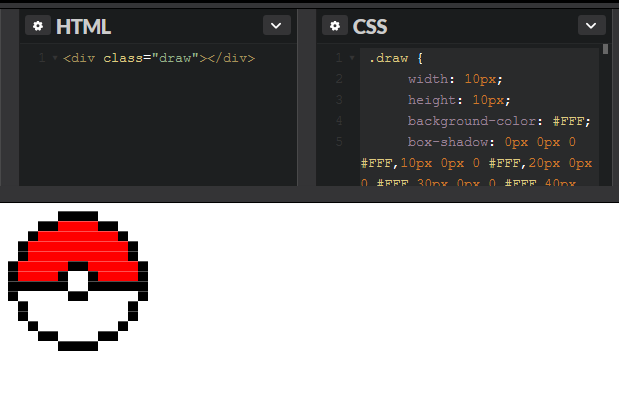 HTML
1 <div class="draw"></div>
CSS
1 .draw {
2 width: 10px;
3 height: 10px;
4 background-color: #FFF;
5 box-shadow: 0px 0px 0
#FFF,10px 0px 0 #FFF,20px 0px
0 #FFF,30px 0px 0 #FFF,40px